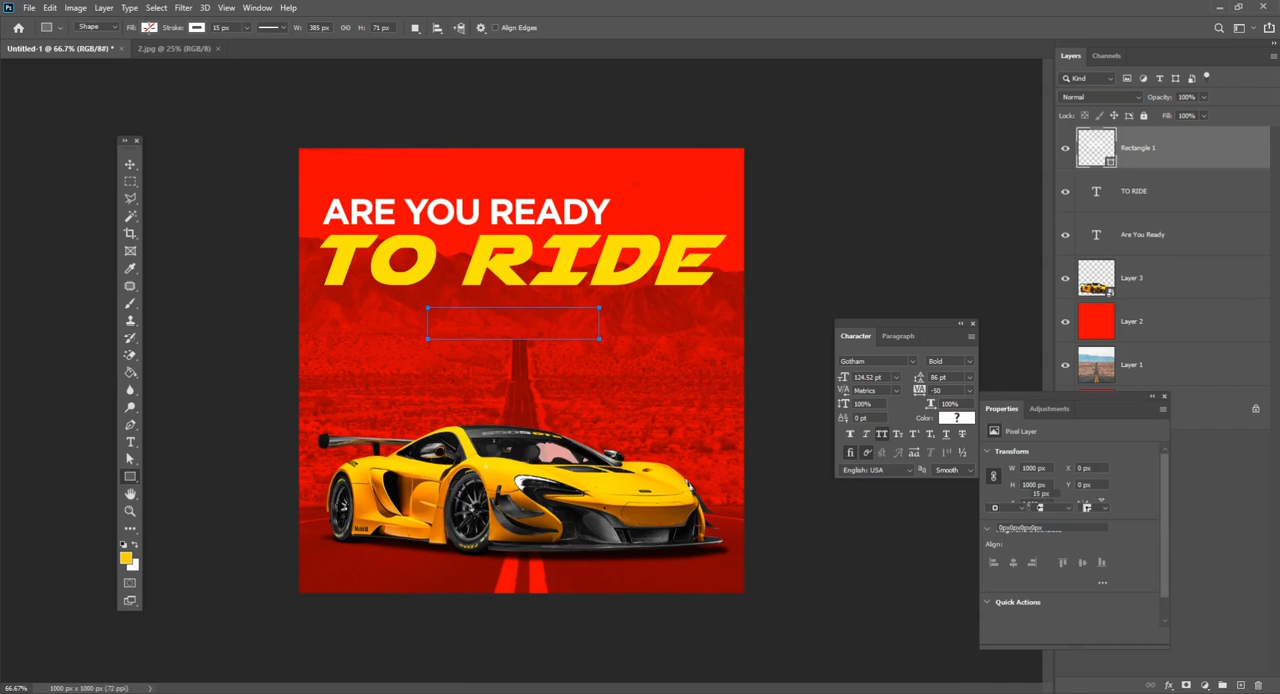 Ps File Edit Image Layer Type Select Filter 3D View Window Help
Shape Fill: Stroke: 15 px W: 385 px H: 71 px Align Edges
Untitled-1 @ 66.7% (RGB/8#) * × 2.jpg @ 25% (RGB/8) ×
Layers Channels
Kind
Normal Opacity: 100%
Lock: Fill: 100%
Rectangle 1
TO RIDE
Are You Ready
Layer 3
Layer 2
Layer 1
ARE YOU READY
TO RIDE
Character Paragraph
Gotham Bold
124.52 pt 86 pt
Metrics -50
100% 100%
0 pt Color: ?
English: USA Smooth
Properties Adjustments
Pixel Layer
Transform
W 1000 px X 0 px
H 1000 px Y 0 px
15 px
0px0px0px0px
Align:
Quick Actions
66.67% 1000 px x 1000 px (72 ppi)